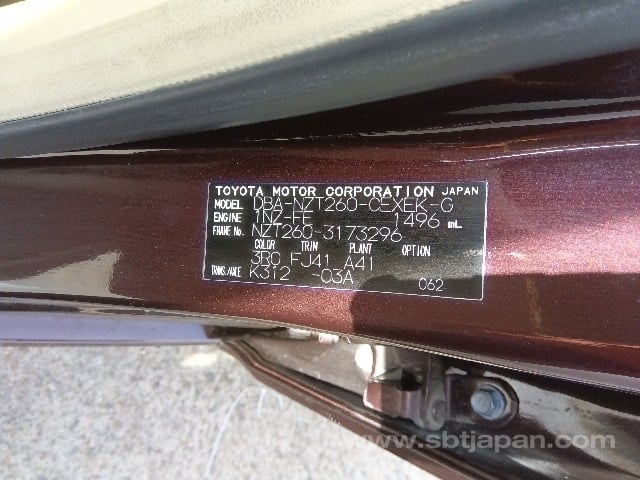 TOYOTA MOTOR CORPORATION JAPAN
MODEL DBA-NZT260-CEXEK-G
ENGINE 1NZ-FE 1496 mL
FRAME No. NZT260-3173296
COLOR TRIM PLANT OPTION
3R0 FJ41 A41
TRANS./AXLE K312 -03A
062
www.sbtjapan.com